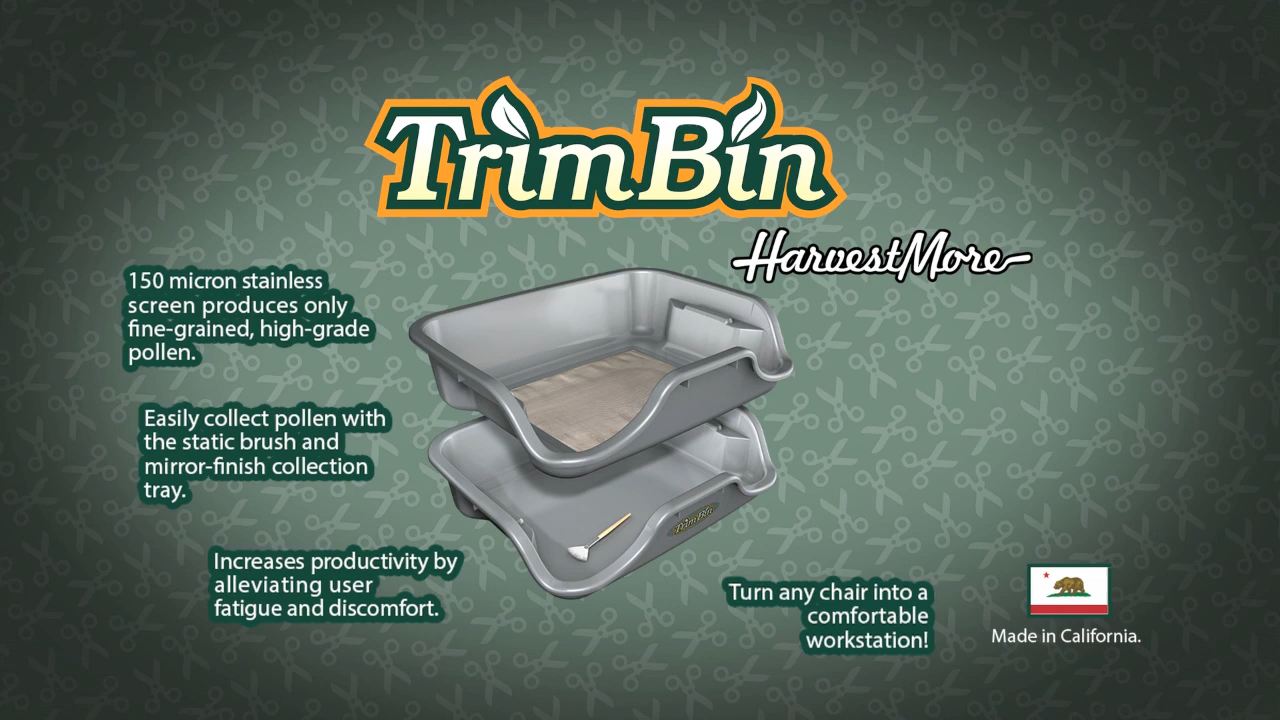 TrimBin
HarvestMore
150 micron stainless
screen produces only
fine-grained, high-grade
pollen.
Easily collect pollen with
the static brush and
mirror-finish collection
tray.
TrimBin
Increases productivity by
alleviating user
fatigue and discomfort.
Turn any chair into a
comfortable
workstation!
Made in California.